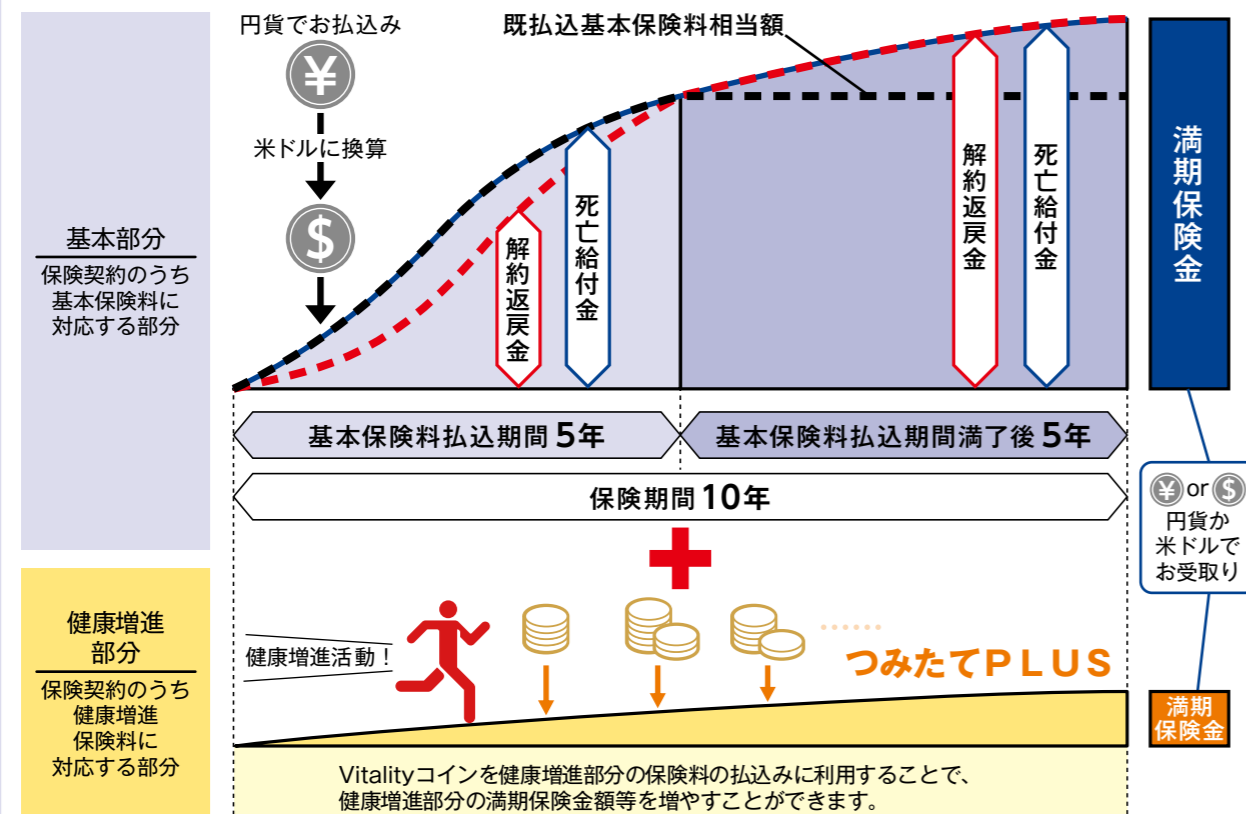 円貨でお払込み
¥
米ドルに換算
$
既払込基本保険料相当額
解約返戻金
死亡給付金
解約返戻金
死亡給付金
満期保険金
基本部分
保険契約のうち
基本保険料に
対応する部分
基本保険料払込期間5年
基本保険料払込期間満了後5年
保険期間10年
¥ or $
円貨か
米ドルで
お受取り
健康増進
部分
保険契約のうち
健康増進
保険料に
対応する部分
健康増進活動!
……
つみたてPLUS
満期
保険金
Vitalityコインを健康増進部分の保険料の払込みに利用することで、
健康増進部分の満期保険金額等を増やすことができます。